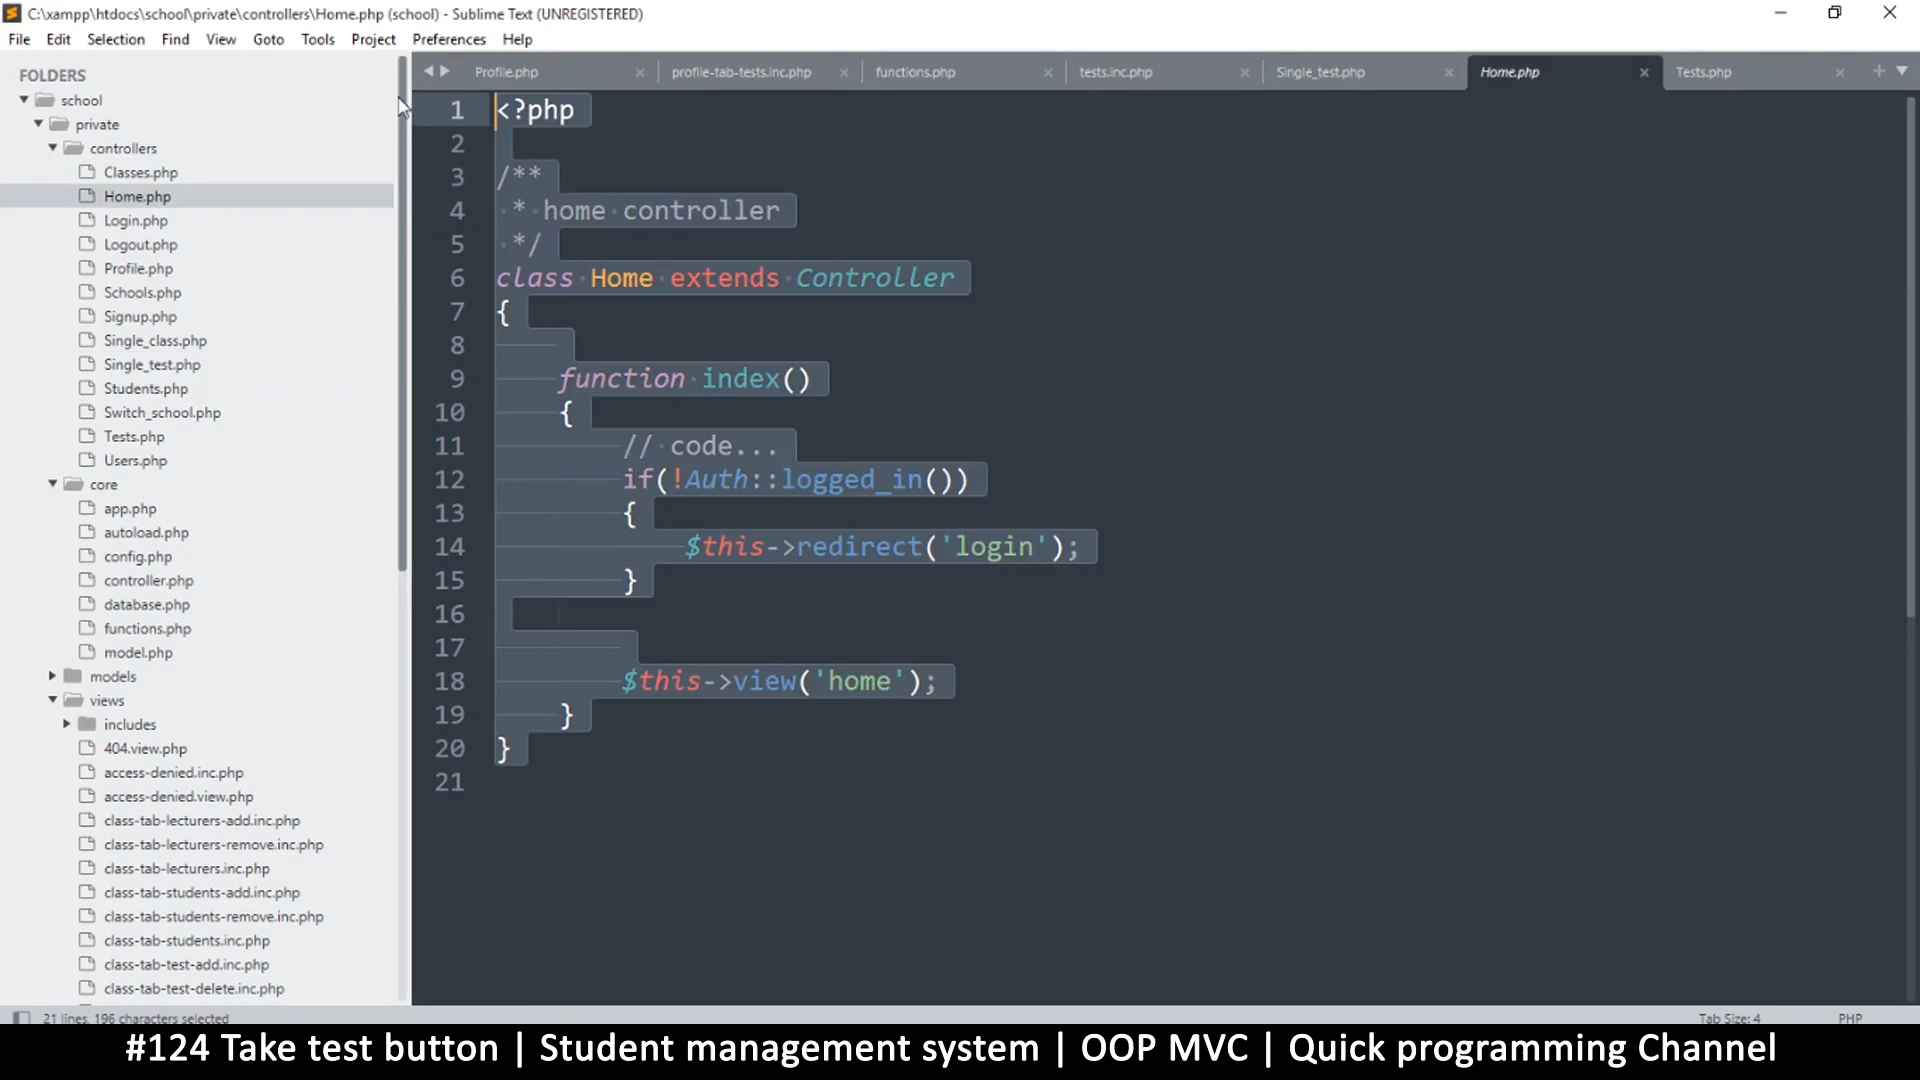 C:\xampp\htdocs\school\private\controllers\Home.php (school) - Sublime Text (UNREGISTERED)
File Edit Selection Find View Goto Tools Project Preferences Help
FOLDERS
school
private
controllers
Classes.php
Home.php
Login.php
Logout.php
Profile.php
Schools.php
Signup.php
Single_class.php
Single_test.php
Students.php
Switch_school.php
Tests.php
Users.php
core
app.php
autoload.php
config.php
controller.php
database.php
functions.php
model.php
models
views
includes
404.view.php
access-denied.inc.php
access-denied.view.php
class-tab-lecturers-add.inc.php
class-tab-lecturers-remove.inc.php
class-tab-lecturers.inc.php
class-tab-students-add.inc.php
class-tab-students-remove.inc.php
class-tab-students.inc.php
class-tab-test-add.inc.php
class-tab-test-delete.inc.php
Profile.php profile-tab-tests.inc.php functions.php tests.inc.php Single_test.php Home.php Tests.php
1 <?php
2
3 /**
4 * home controller
5 */
6 class Home extends Controller
7 {
8
9 function index()
10 {
11 // code...
12 if(!Auth::logged_in())
13 {
14 $this->redirect('login');
15 }
16
17
18 $this->view('home');
19 }
20 }
21
21 lines, 196 characters selected Tab Size: 4 PHP
#124 Take test button | Student management system | OOP MVC | Quick programming Channel